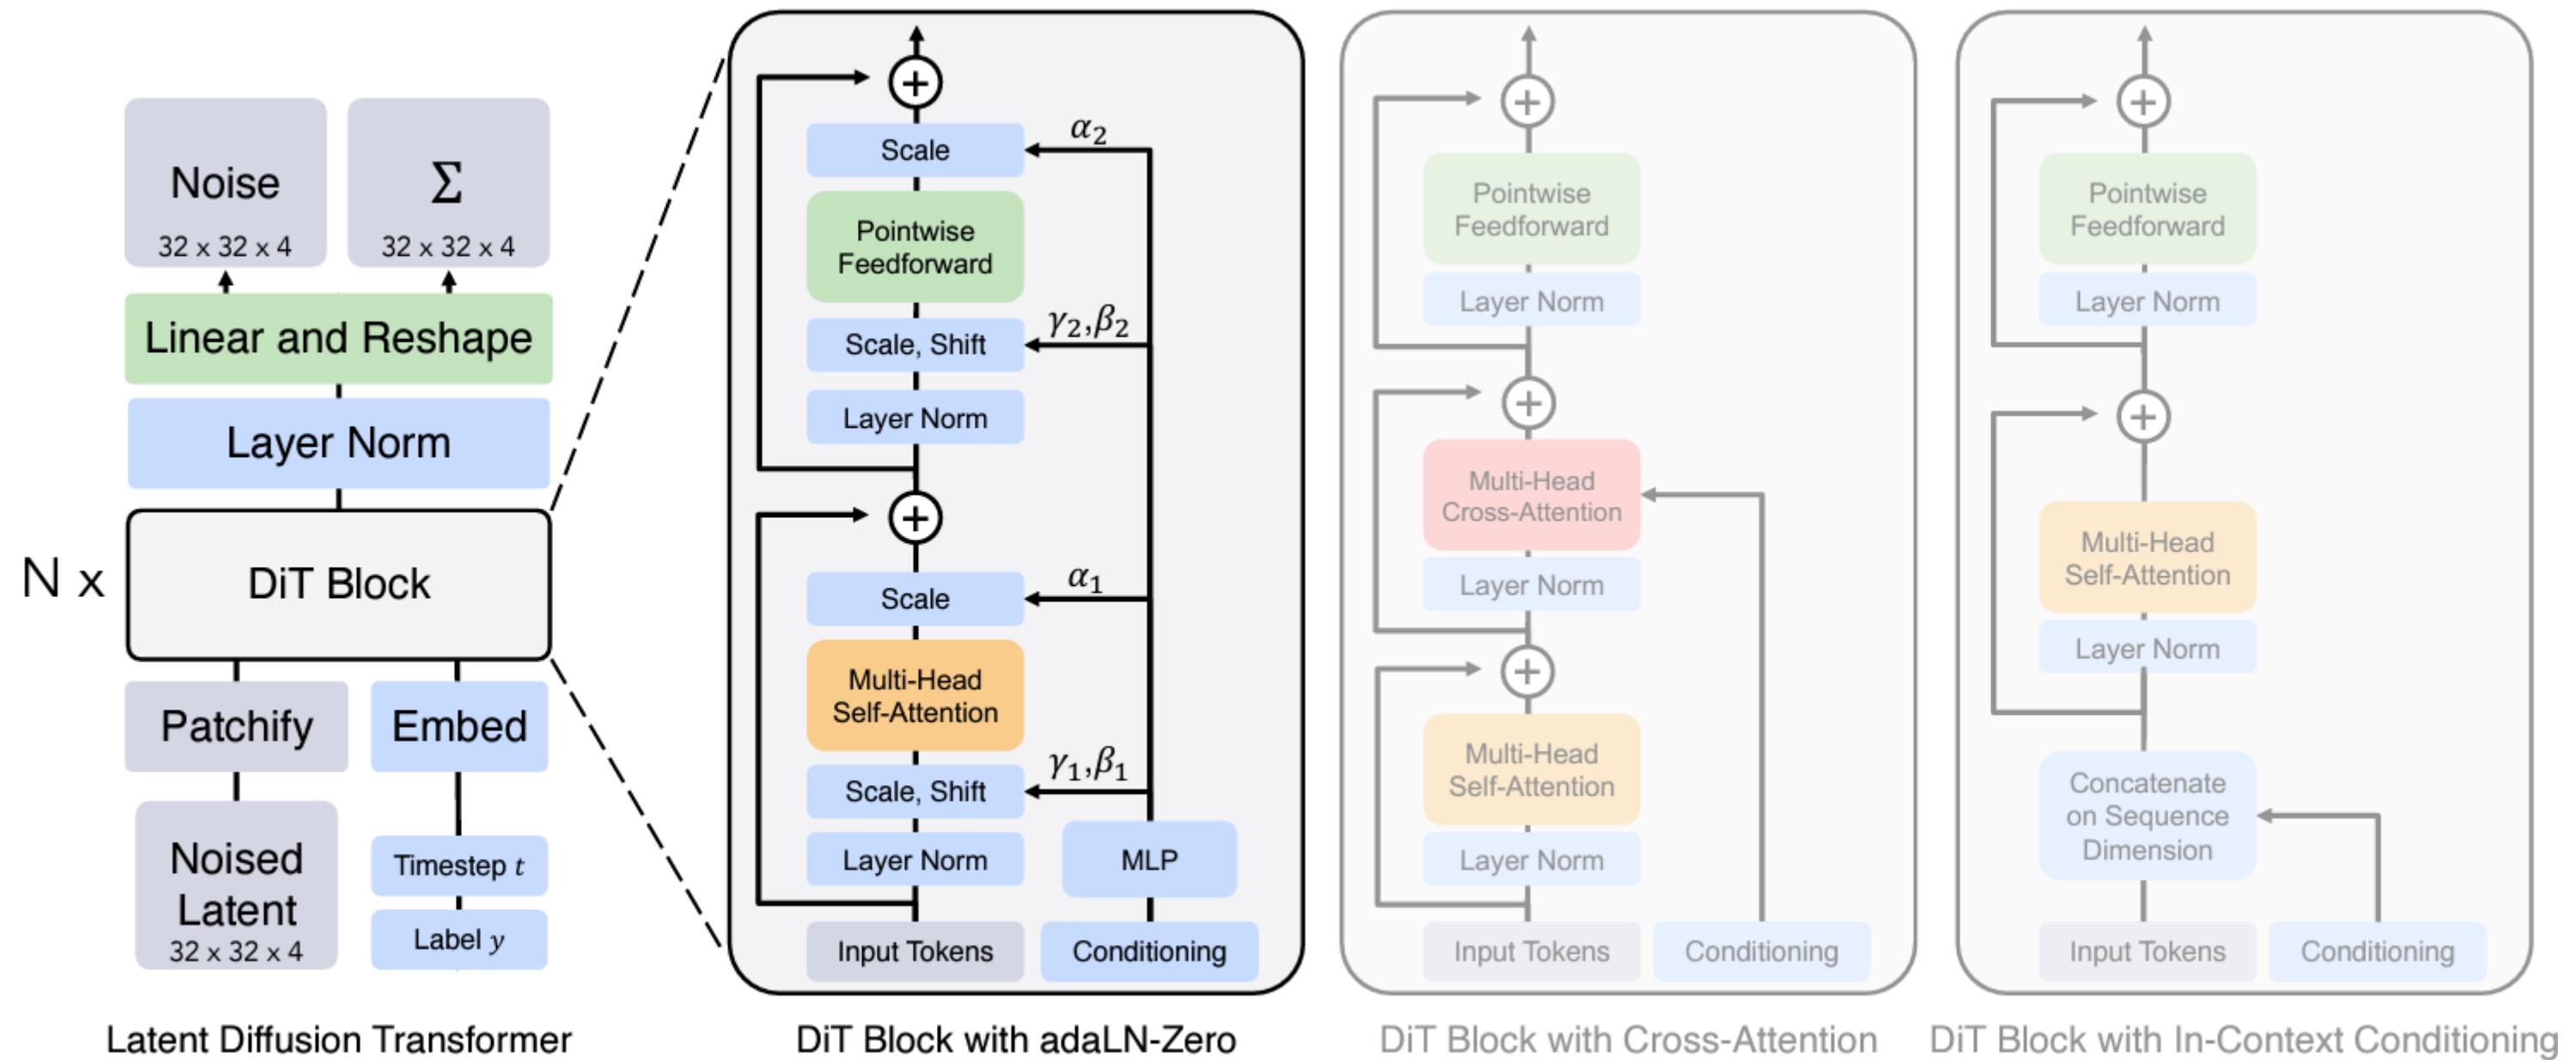 Noise
32 x 32 x 4
Σ
32 x 32 x 4
Linear and Reshape
Layer Norm
N x
DiT Block
Patchify
Embed
Noised
Latent
32 x 32 x 4
Timestep t
Label y
Latent Diffusion Transformer
Scale
α₂
Pointwise
Feedforward
Scale, Shift
γ₂,β₂
Layer Norm
Scale
α₁
Multi-Head
Self-Attention
Scale, Shift
γ₁,β₁
Layer Norm
MLP
Input Tokens
Conditioning
DiT Block with adaLN-Zero
Pointwise
Feedforward
Layer Norm
Multi-Head
Cross-Attention
Layer Norm
Multi-Head
Self-Attention
Layer Norm
Input Tokens
Conditioning
DiT Block with Cross-Attention
Pointwise
Feedforward
Layer Norm
Multi-Head
Self-Attention
Layer Norm
Concatenate
on Sequence
Dimension
Input Tokens
Conditioning
DiT Block with In-Context Conditioning